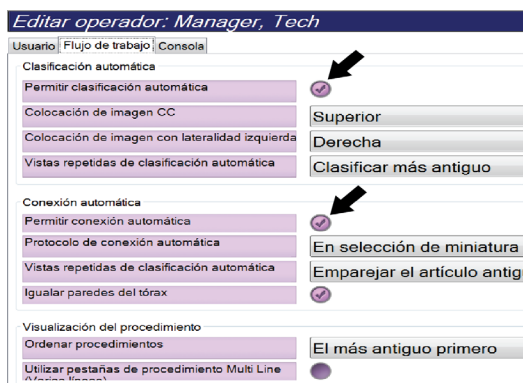 Editar operador: Manager, Tech
Usuario Flujo de trabajo Consola
Clasificación automática
Permitir clasificación automática
Colocación de imagen CC Superior
Colocación de imagen con lateralidad izquierda Derecha
Vistas repetidas de clasificación automática Clasificar más antiguo
Conexión automática
Permitir conexión automática
Protocolo de conexión automática En selección de miniatura
Vistas repetidas de clasificación automática Emparejar el artículo antig
Igualar paredes del tórax
Visualización del procedimiento
Ordenar procedimientos El más antiguo primero
Utilizar pestañas de procedimiento Multi Line